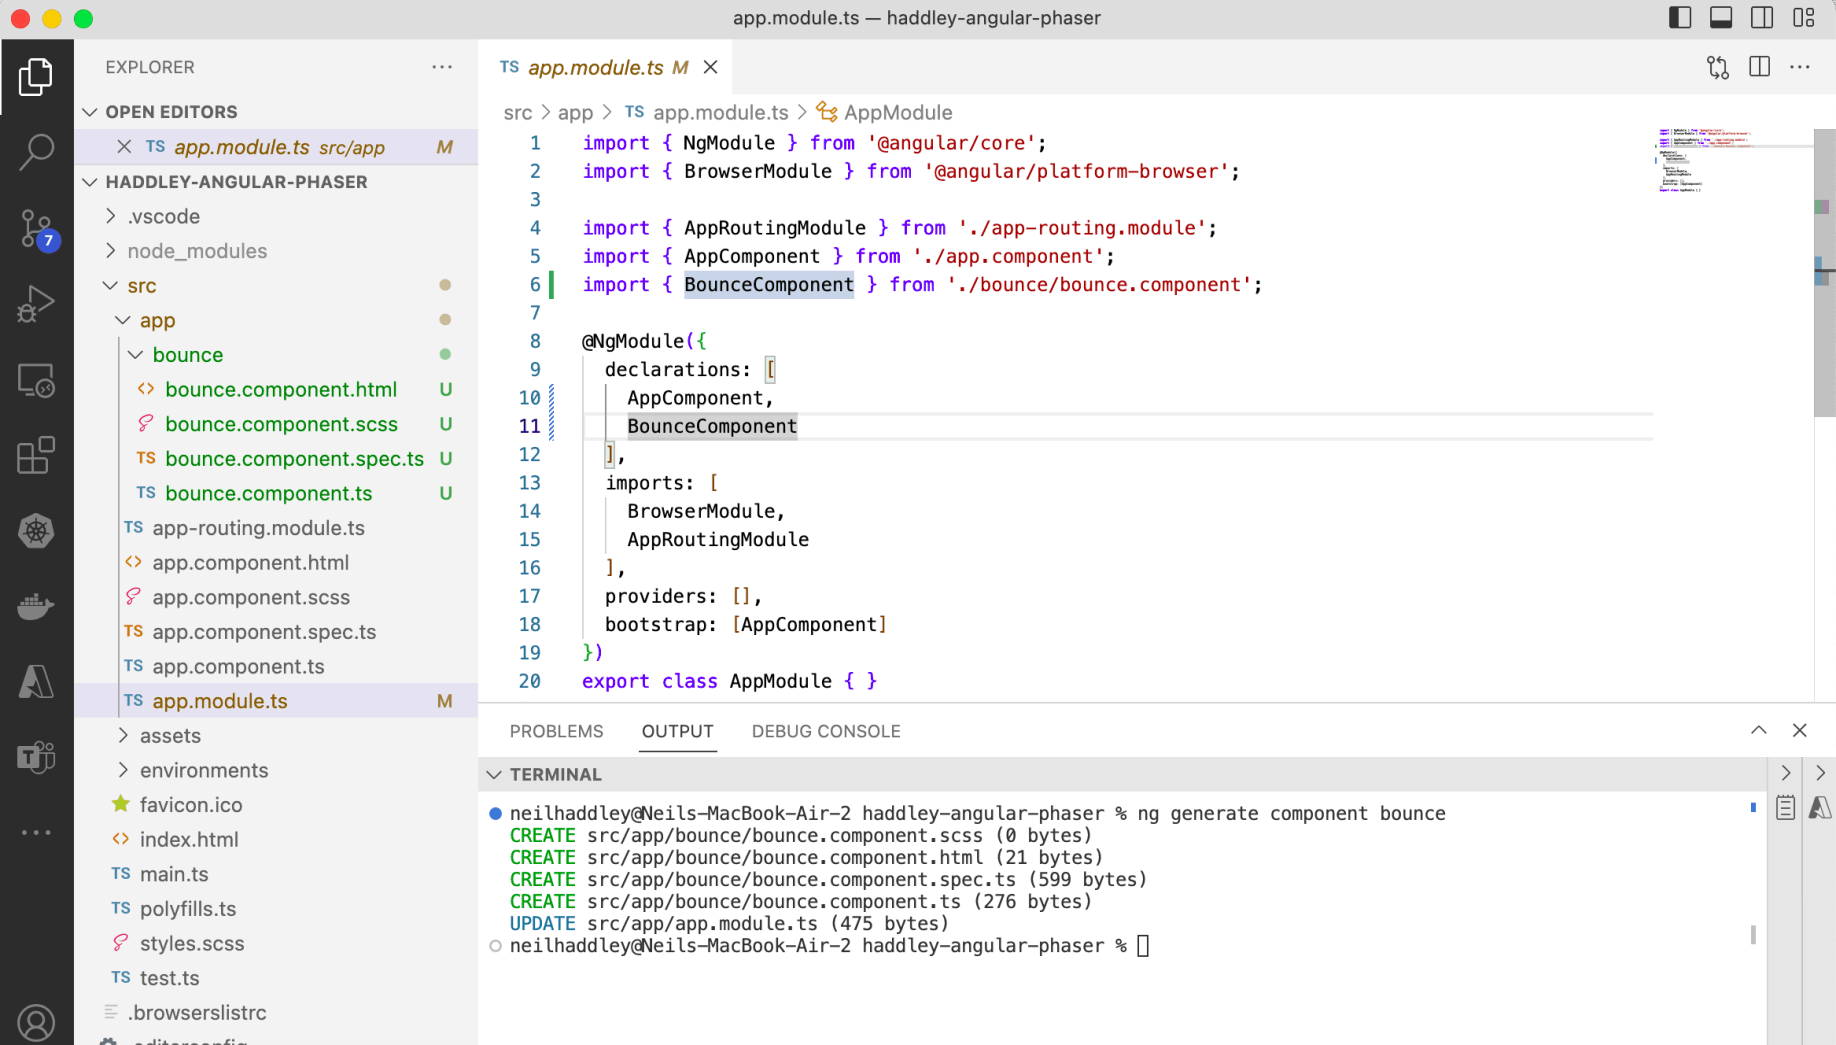 app.module.ts — haddley-angular-phaser
EXPLORER
OPEN EDITORS
TS app.module.ts src/app M
HADDLEY-ANGULAR-PHASER
.vscode
node_modules
src
app
bounce
<> bounce.component.html U
bounce.component.scss U
TS bounce.component.spec.ts U
TS bounce.component.ts U
TS app-routing.module.ts
<> app.component.html
app.component.scss
TS app.component.spec.ts
TS app.component.ts
TS app.module.ts M
assets
environments
favicon.ico
<> index.html
TS main.ts
TS polyfills.ts
styles.scss
TS test.ts
.browserslistrc
.editorconfig
7
TS app.module.ts M
src > app > TS app.module.ts > AppModule
1 import { NgModule } from '@angular/core';
2 import { BrowserModule } from '@angular/platform-browser';
3
4 import { AppRoutingModule } from './app-routing.module';
5 import { AppComponent } from './app.component';
6 import { BounceComponent } from './bounce/bounce.component';
7
8 @NgModule({
9 declarations: [
10 AppComponent,
11 BounceComponent
12 ],
13 imports: [
14 BrowserModule,
15 AppRoutingModule
16 ],
17 providers: [],
18 bootstrap: [AppComponent]
19 })
20 export class AppModule { }
PROBLEMS OUTPUT DEBUG CONSOLE
TERMINAL
neilhaddley@Neils-MacBook-Air-2 haddley-angular-phaser % ng generate component bounce
CREATE src/app/bounce/bounce.component.scss (0 bytes)
CREATE src/app/bounce/bounce.component.html (21 bytes)
CREATE src/app/bounce/bounce.component.spec.ts (599 bytes)
CREATE src/app/bounce/bounce.component.ts (276 bytes)
UPDATE src/app/app.module.ts (475 bytes)
neilhaddley@Neils-MacBook-Air-2 haddley-angular-phaser %